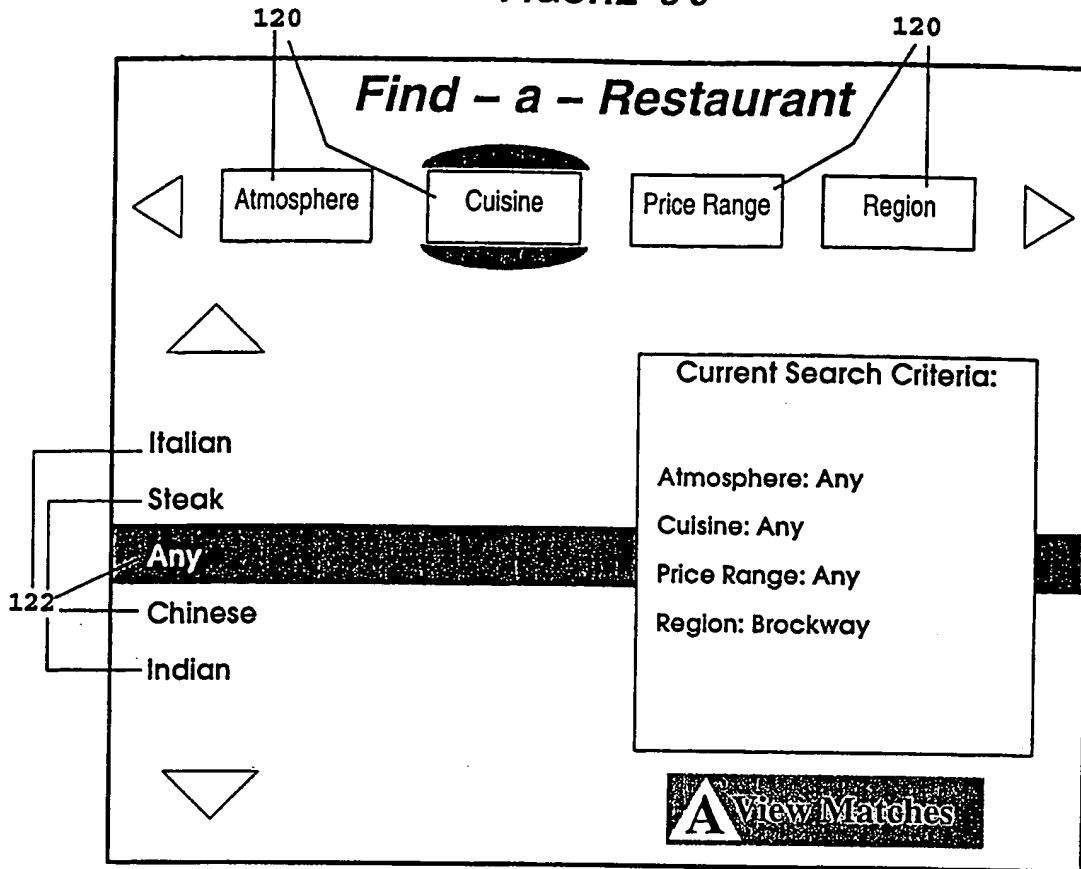 120
120
Find – a – Restaurant
Atmosphere
Cuisine
Price Range
Region
Current Search Criteria:
Italian
Atmosphere: Any
Steak
Cuisine: Any
Any
Price Range: Any
122
Chinese
Region: Brockway
Indian
A View Matches